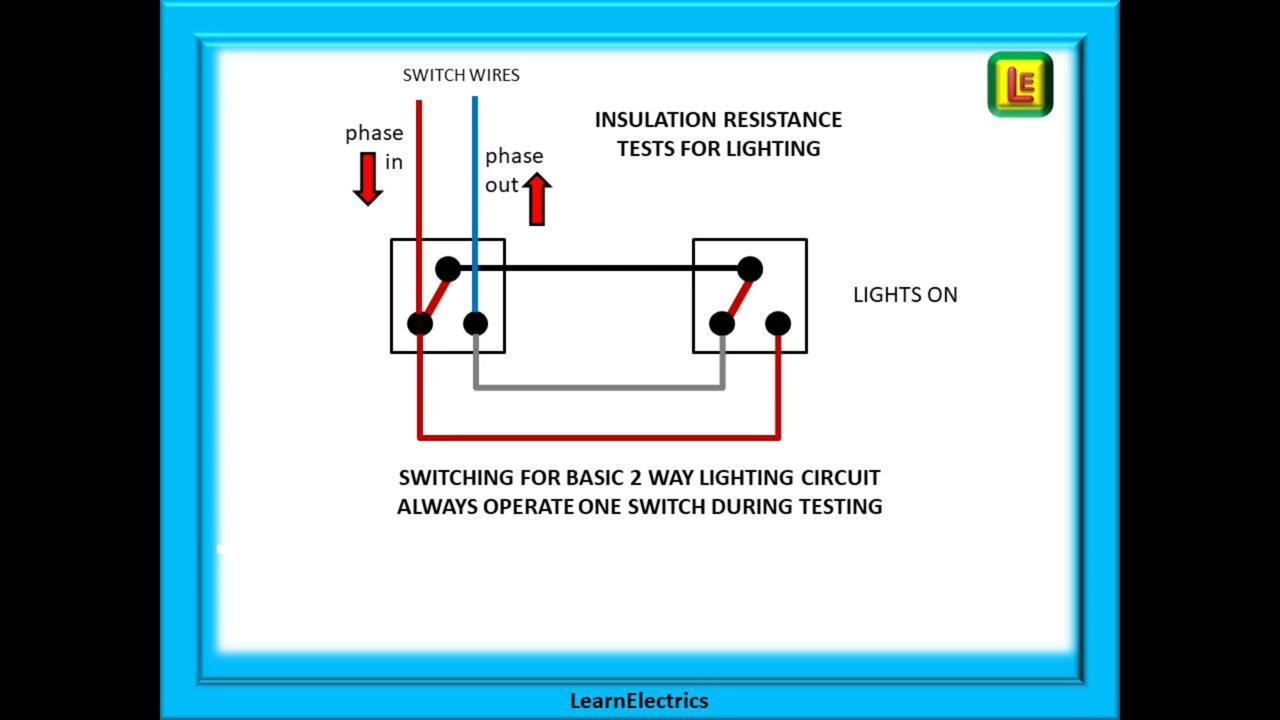 SWITCH WIRES
phase
in
phase
out
INSULATION RESISTANCE
TESTS FOR LIGHTING
LE
LIGHTS ON
SWITCHING FOR BASIC 2 WAY LIGHTING CIRCUIT
ALWAYS OPERATE ONE SWITCH DURING TESTING
LearnElectrics